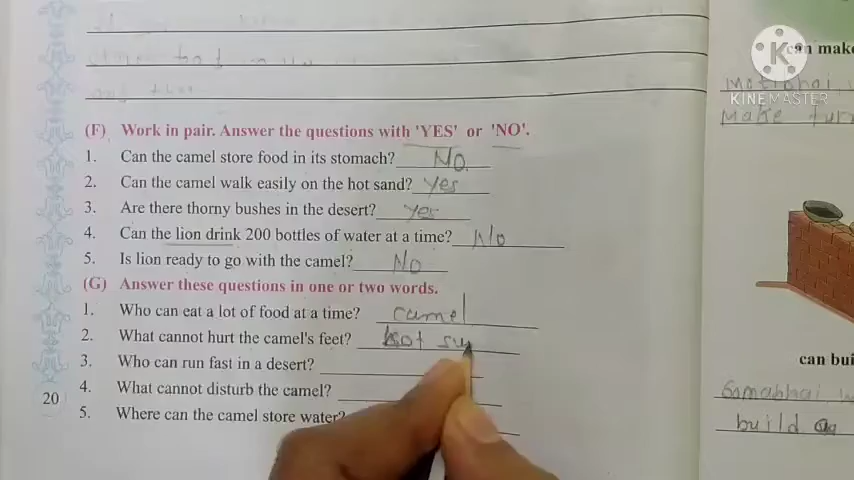 can make
KINEMASTER
motibhai
Make furn
(F) Work in pair. Answer the questions with 'YES' or 'NO'.
1. Can the camel store food in its stomach? No.
2. Can the camel walk easily on the hot sand? yes
3. Are there thorny bushes in the desert? yes
4. Can the lion drink 200 bottles of water at a time? No
5. Is lion ready to go with the camel? No
(G) Answer these questions in one or two words.
1. Who can eat a lot of food at a time? camel
2. What cannot hurt the camel's feet? hot su
3. Who can run fast in a desert?
4. What cannot disturb the camel?
5. Where can the camel store water?
20
can bui
Somabhai
build a